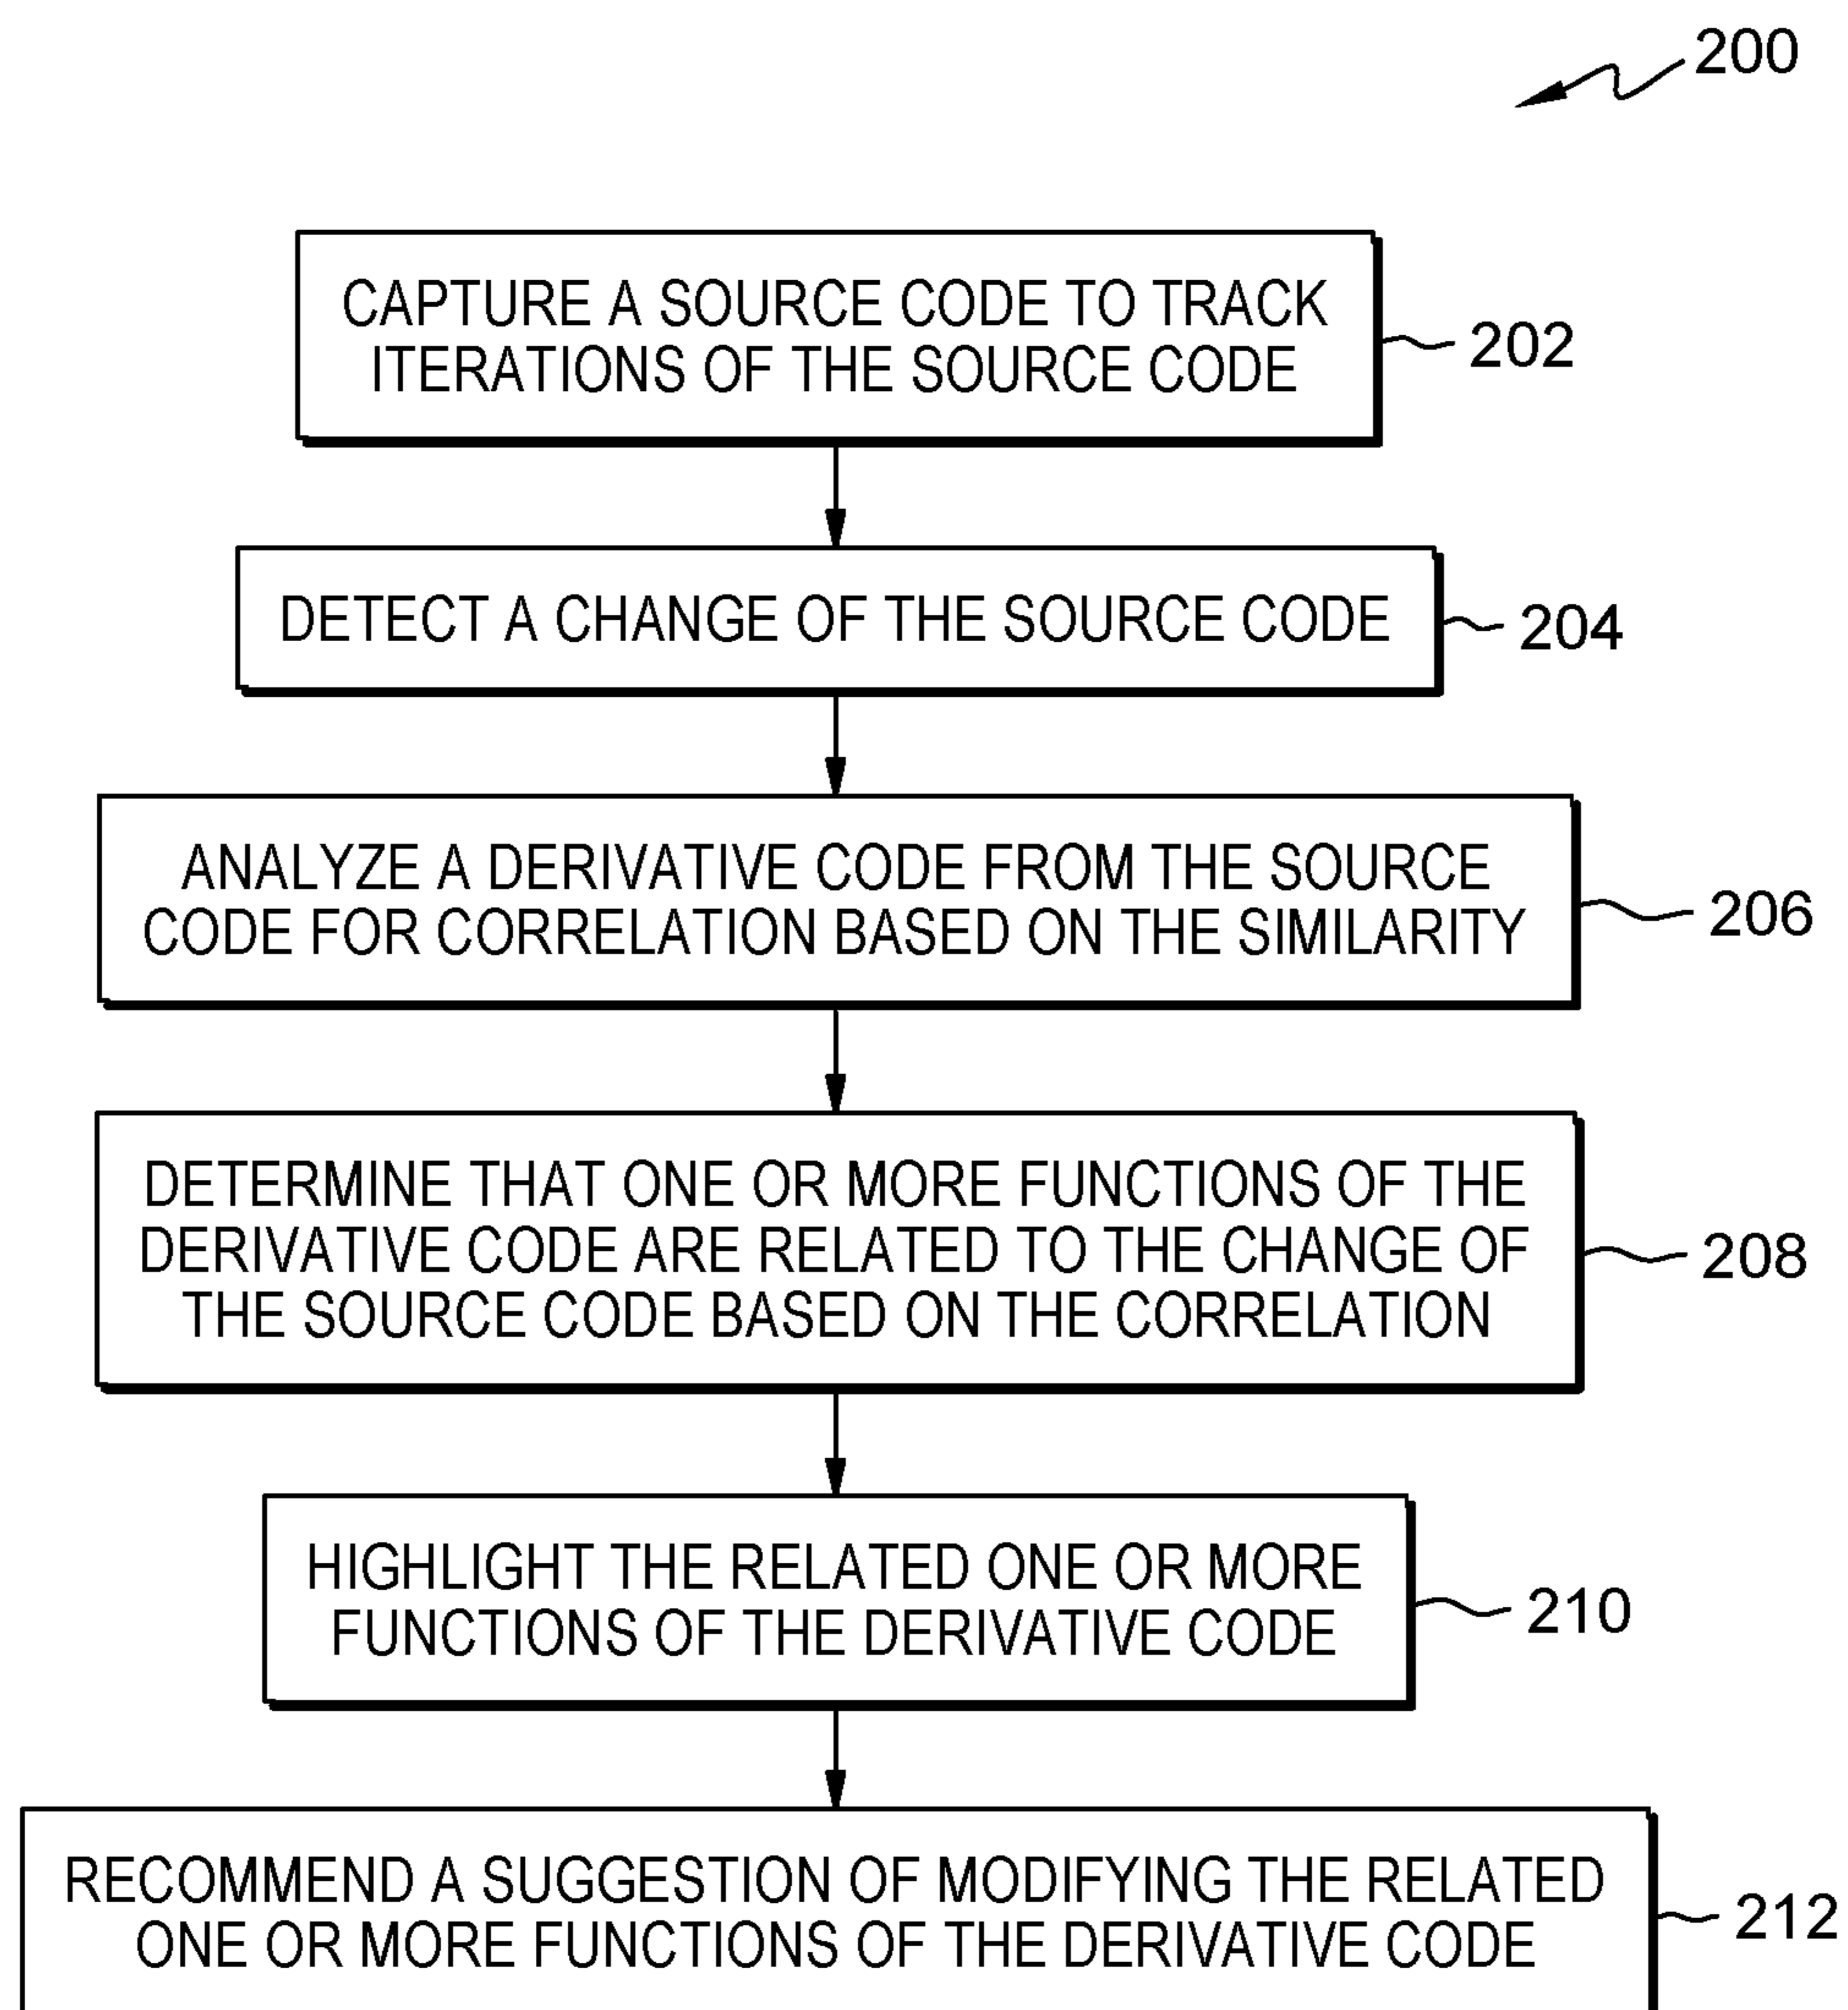 200
CAPTURE A SOURCE CODE TO TRACK
ITERATIONS OF THE SOURCE CODE
202
DETECT A CHANGE OF THE SOURCE CODE
204
ANALYZE A DERIVATIVE CODE FROM THE SOURCE
CODE FOR CORRELATION BASED ON THE SIMILARITY
206
DETERMINE THAT ONE OR MORE FUNCTIONS OF THE
DERIVATIVE CODE ARE RELATED TO THE CHANGE OF
THE SOURCE CODE BASED ON THE CORRELATION
208
HIGHLIGHT THE RELATED ONE OR MORE
FUNCTIONS OF THE DERIVATIVE CODE
210
RECOMMEND A SUGGESTION OF MODIFYING THE RELATED
ONE OR MORE FUNCTIONS OF THE DERIVATIVE CODE
212